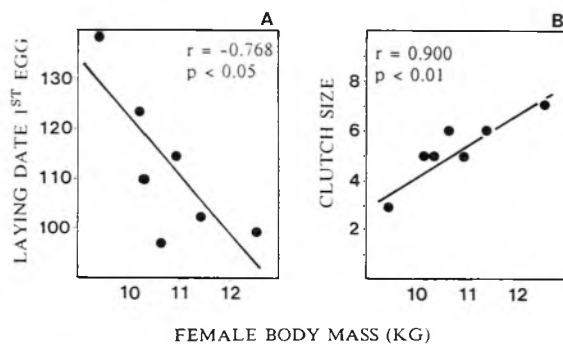 A
r = -0.768
p < 0.05
LAYING DATE 1ST EGG
130
120
110
100
10 11 12
B
r = 0.900
p < 0.01
CLUTCH SIZE
8
6
4
2
10 11 12
FEMALE BODY MASS (KG)